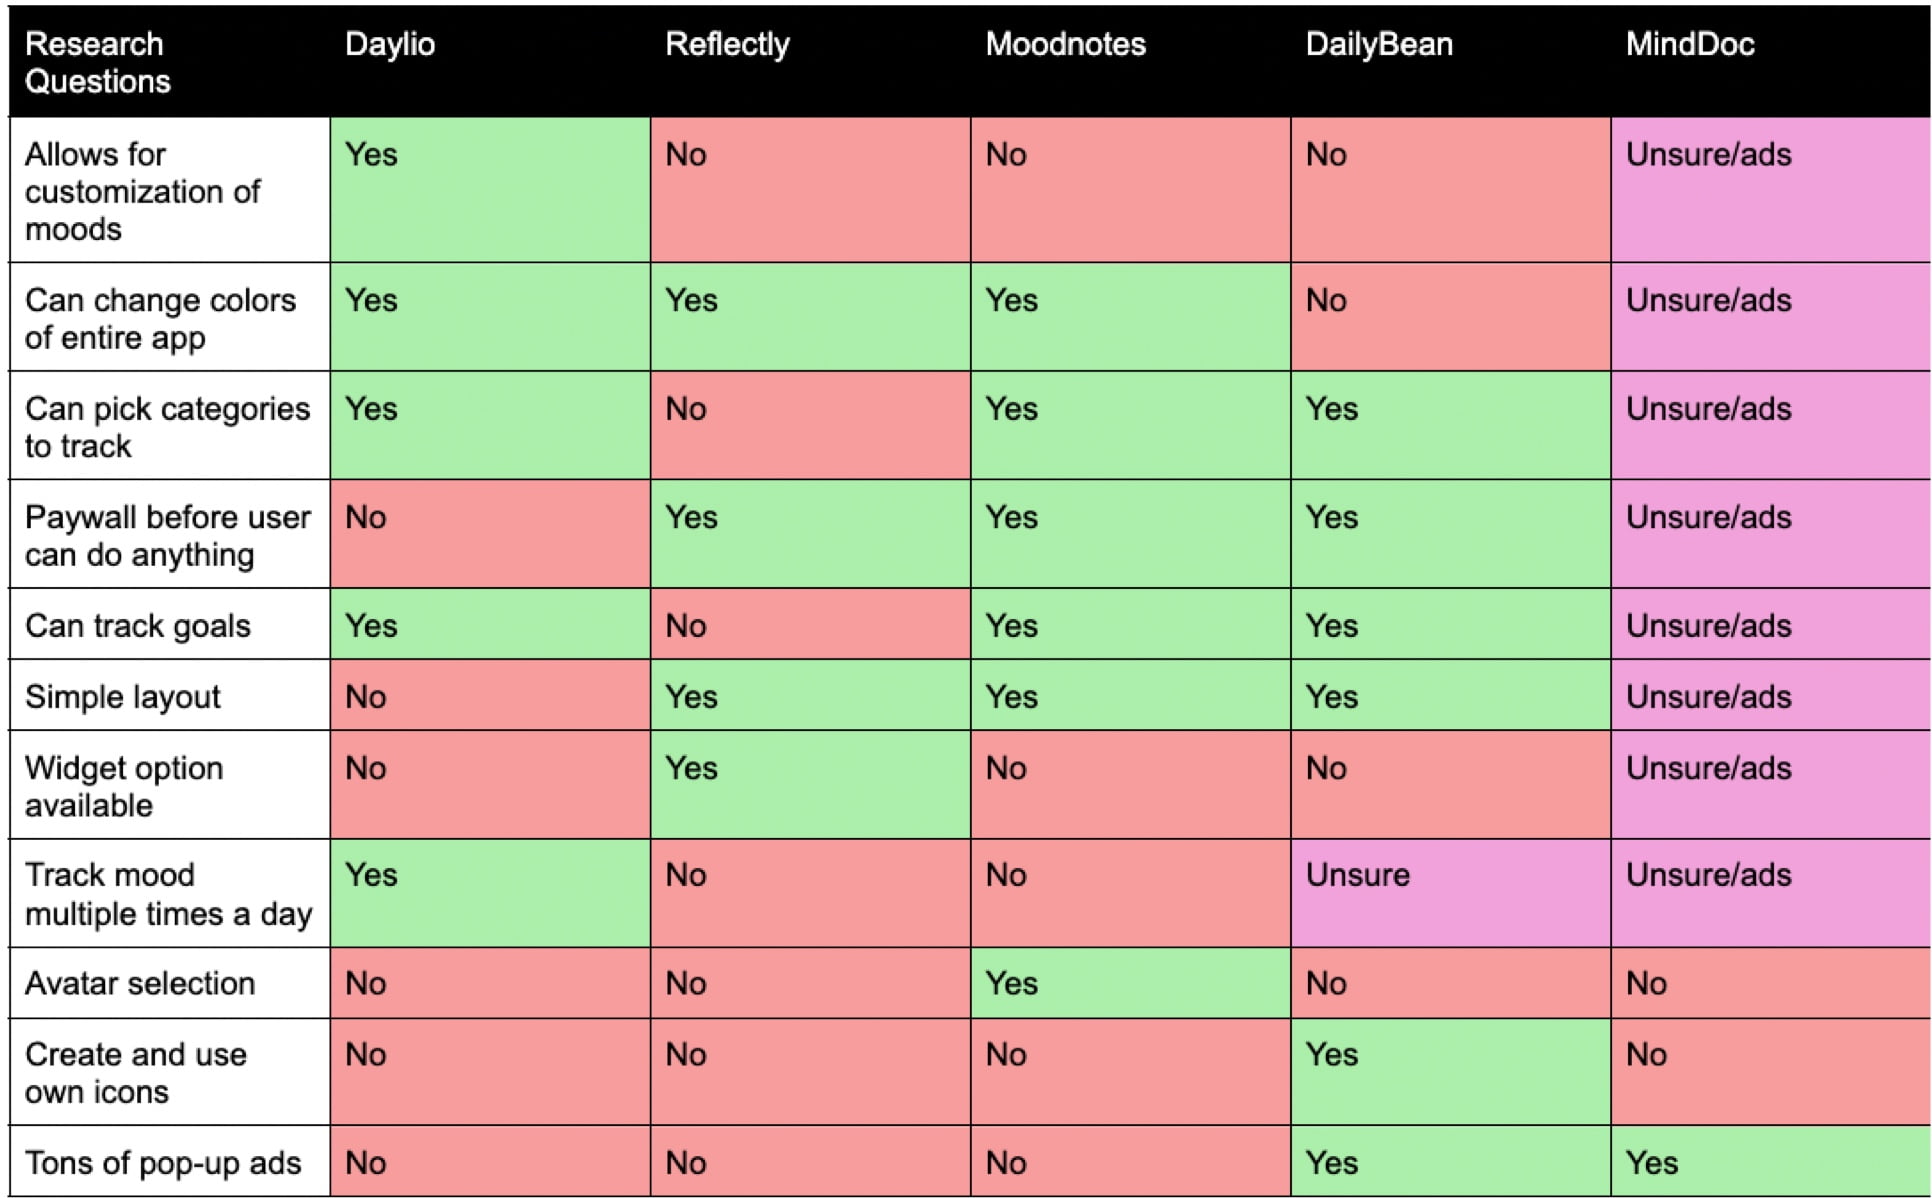 Research Questions Daylio Reflectly Moodnotes DailyBean MindDoc
Allows for customization of moods Yes No No No Unsure/ads
Can change colors of entire app Yes Yes Yes No Unsure/ads
Can pick categories to track Yes No Yes Yes Unsure/ads
Paywall before user can do anything No Yes Yes Yes Unsure/ads
Can track goals Yes No Yes Yes Unsure/ads
Simple layout No Yes Yes Yes Unsure/ads
Widget option available No Yes No No Unsure/ads
Track mood multiple times a day Yes No No Unsure Unsure/ads
Avatar selection No No Yes No No
Create and use own icons No No No Yes No
Tons of pop-up ads No No No Yes Yes